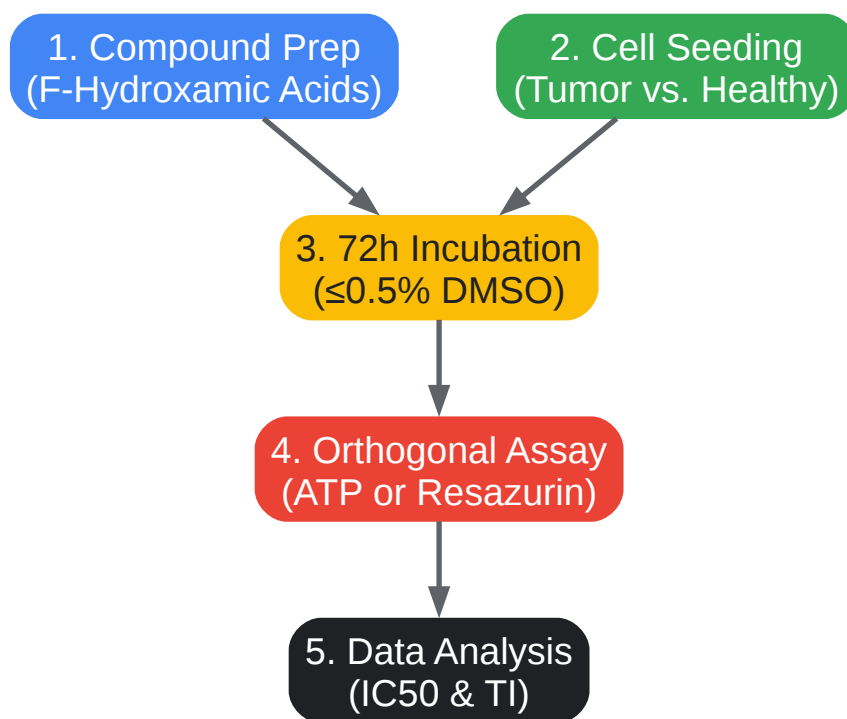 1. Compound Prep
(F-Hydroxamic Acids)
2. Cell Seeding
(Tumor vs. Healthy)
3. 72h Incubation
(≤0.5% DMSO)
4. Orthogonal Assay
(ATP or Resazurin)
5. Data Analysis
(IC50 & TI)